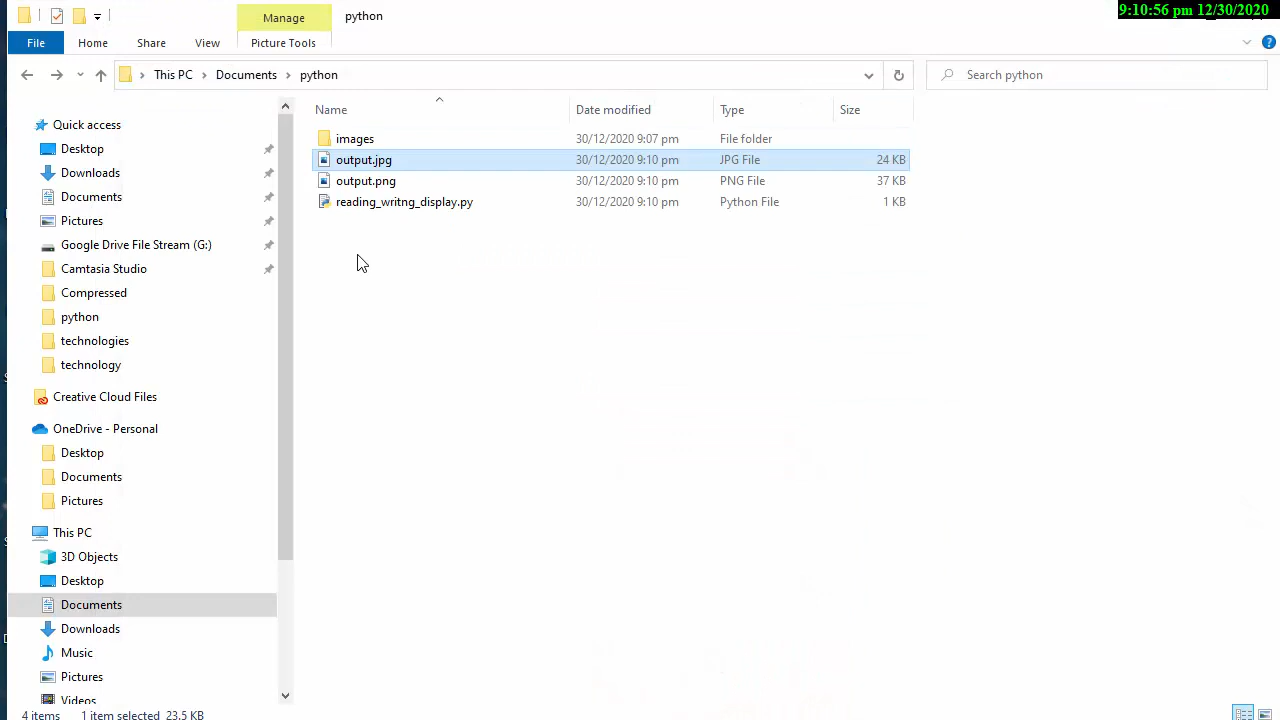 9:10:56 pm 12/30/2020
Manage
python
File
Home
Share
View
Picture Tools
This PC
Documents
python
Search python
Name
Date modified
Type
Size
images
30/12/2020 9:07 pm
File folder
output.jpg
30/12/2020 9:10 pm
JPG File
24 KB
output.png
30/12/2020 9:10 pm
PNG File
37 KB
reading_writng_display.py
30/12/2020 9:10 pm
Python File
1 KB
Quick access
Desktop
Downloads
Documents
Pictures
Google Drive File Stream (G:)
Camtasia Studio
Compressed
python
technologies
technology
Creative Cloud Files
OneDrive - Personal
Desktop
Documents
Pictures
This PC
3D Objects
Desktop
Documents
Downloads
Music
Pictures
Videos
4 items
1 item selected 23.5 KB